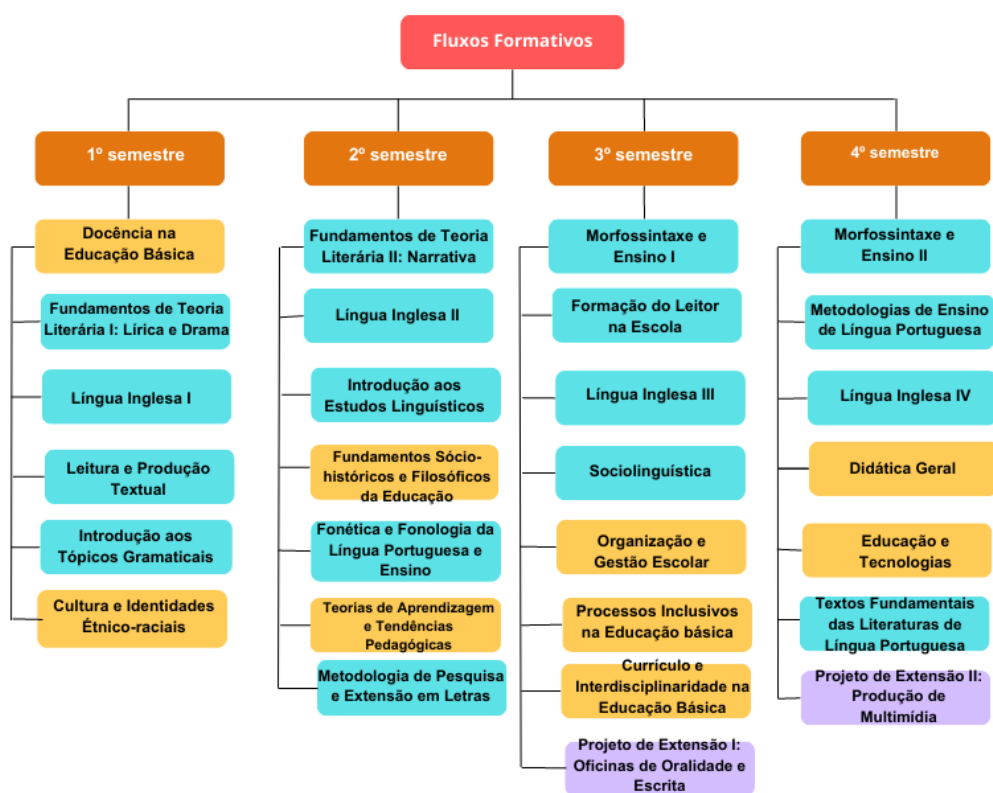 Fluxos Formativos
1º semestre
Docência na
Educação Básica
Fundamentos de Teoria
Literária I: Lírica e Drama
Língua Inglesa I
Leitura e Produção
Textual
Introdução aos
Tópicos Gramaticais
Cultura e Identidades
Étnico-raciais
2º semestre
Fundamentos de Teoria
Literária II: Narrativa
Língua Inglesa II
Introdução aos
Estudos Linguísticos
Fundamentos Sócio-
históricos e Filosóficos
da Educação
Fonética e Fonologia da
Língua Portuguesa e
Ensino
Teorias de Aprendizagem
e Tendências
Pedagógicas
Metodologia de Pesquisa
e Extensão em Letras
3º semestre
Morfossintaxe e
Ensino I
Formação do Leitor
na Escola
Língua Inglesa III
Sociolinguística
Organização e
Gestão Escolar
Processos Inclusivos
na Educação básica
Currículo e
Interdisciplinaridade na
Educação Básica
Projeto de Extensão I:
Oficinas de Oralidade e
Escrita
4º semestre
Morfossintaxe e
Ensino II
Metodologias de Ensino
de Língua Portuguesa
Língua Inglesa IV
Didática Geral
Educação e
Tecnologias
Textos Fundamentais
das Literaturas de
Língua Portuguesa
Projeto de Extensão II:
Produção de
Multimídia